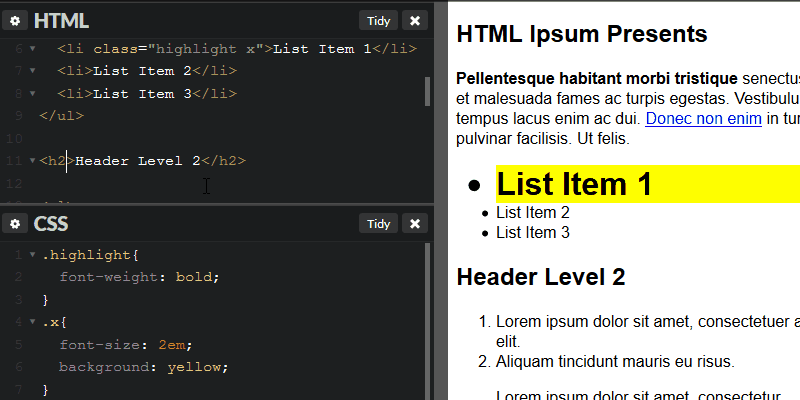 HTML
Tidy
6 <li class="highlight x">List Item 1</li>
7 <li>List Item 2</li>
8 <li>List Item 3</li>
9 </ul>
10
11 <h2>Header Level 2</h2>
12
CSS
Tidy
1 .highlight{
2 font-weight: bold;
3 }
4 .x{
5 font-size: 2em;
6 background: yellow;
7 }
HTML Ipsum Presents
Pellentesque habitant morbi tristique senectus
et malesuada fames ac turpis egestas. Vestibulu
tempus lacus enim ac dui. Donec non enim in tur
pulvinar facilisis. Ut felis.
• List Item 1
• List Item 2
• List Item 3
Header Level 2
1. Lorem ipsum dolor sit amet, consectetuer a
elit.
2. Aliquam tincidunt mauris eu risus.
Lorem ipsum dolor sit amet, consectetur